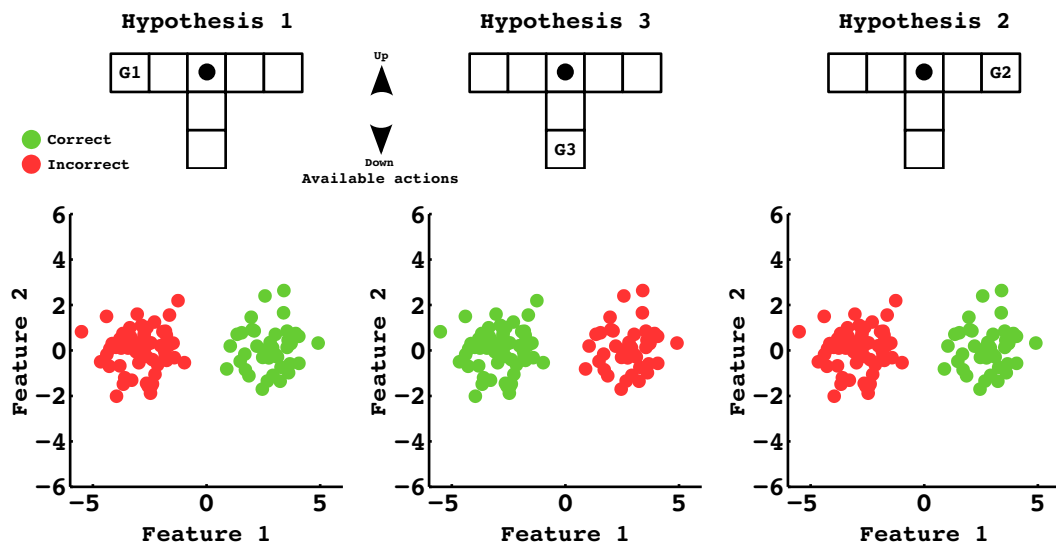 Hypothesis 1
Hypothesis 3
Hypothesis 2
G1
Up
G2
Correct
Incorrect
G3
Down
Available actions
6
4
2
0
−2
−4
−6
Feature 2
−5
0
5
Feature 1
6
4
2
0
−2
−4
−6
Feature 2
−5
0
5
Feature 1
6
4
2
0
−2
−4
−6
Feature 2
−5
0
5
Feature 1